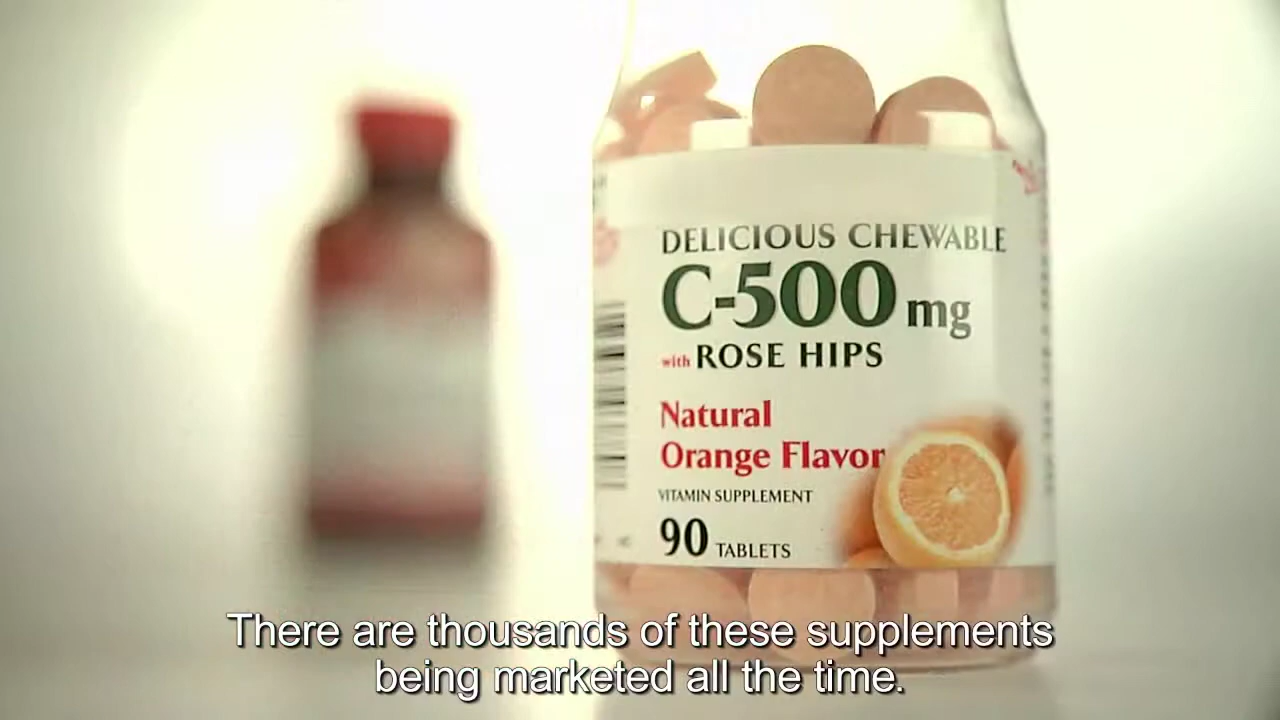 DELICIOUS CHEWABLE
C-500 mg
with ROSE HIPS
Natural
Orange Flavor
VITAMIN SUPPLEMENT
90 TABLETS
There are thousands of these supplements
being marketed all the time.